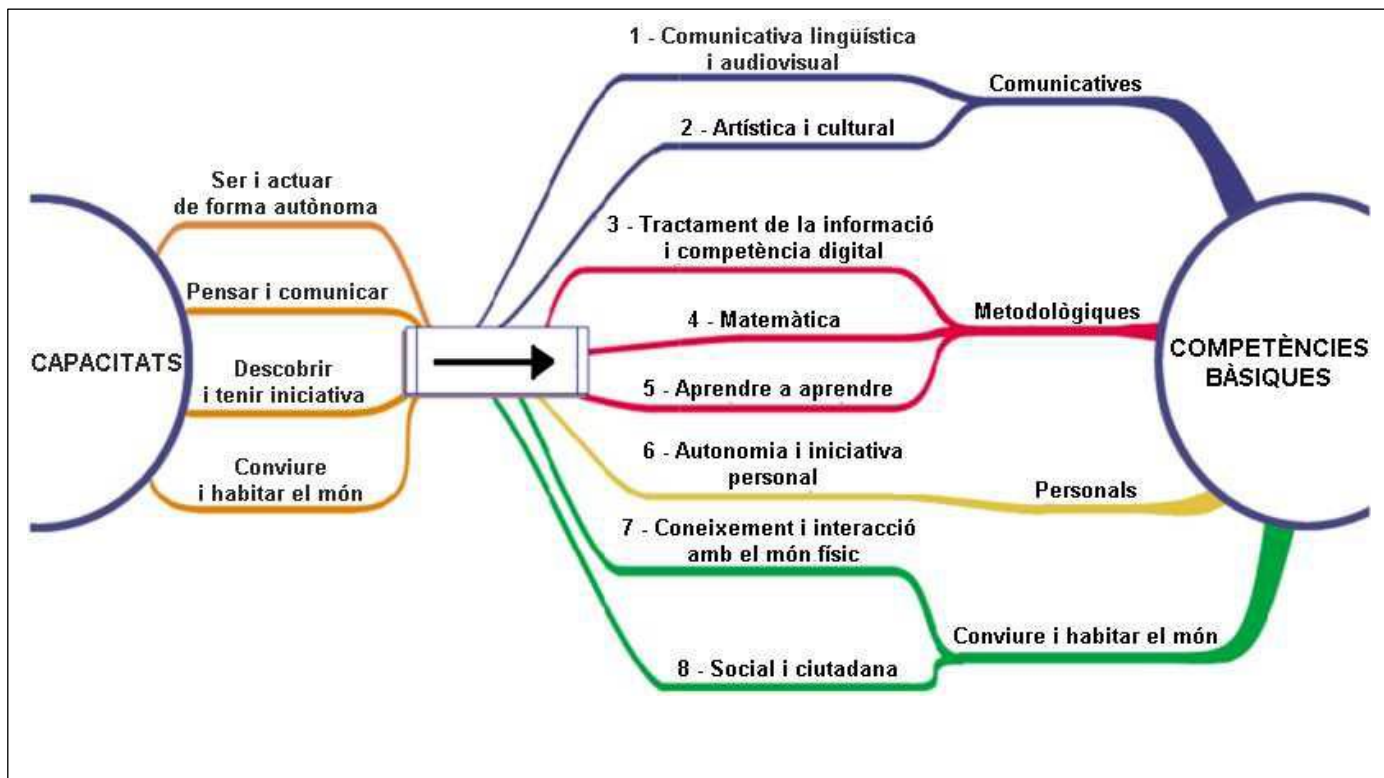 CAPACITATS
Ser i actuar
de forma autònoma
Pensar i comunicar
Descobrir
i tenir iniciativa
Conviure
i habitar el món
1 - Comunicativa lingüística
i audiovisual
2 - Artística i cultural
Comunicatives
3 - Tractament de la informació
i competència digital
4 - Matemàtica
5 - Aprendre a aprendre
Metodològiques
6 - Autonomia i iniciativa
personal
Personals
7 - Coneixement i interacció
amb el món físic
8 - Social i ciutadana
Conviure i habitar el món
COMPETÈNCIES
BÀSIQUES